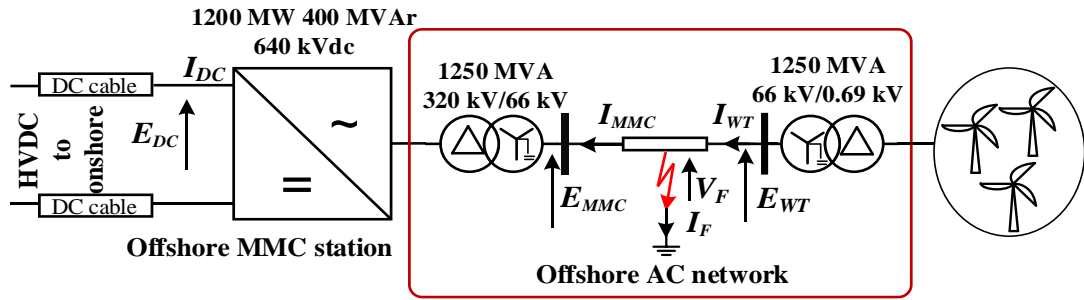 1200 MW 400 MVAr
640 kVdc
DC cable
I_DC
E_DC
HVDC
to
onshore
DC cable
~
=
Offshore MMC station
1250 MVA
320 kV/66 kV
I_MMC
I_WT
1250 MVA
66 kV/0.69 kV
E_MMC
V_F
I_F
E_WT
Offshore AC network